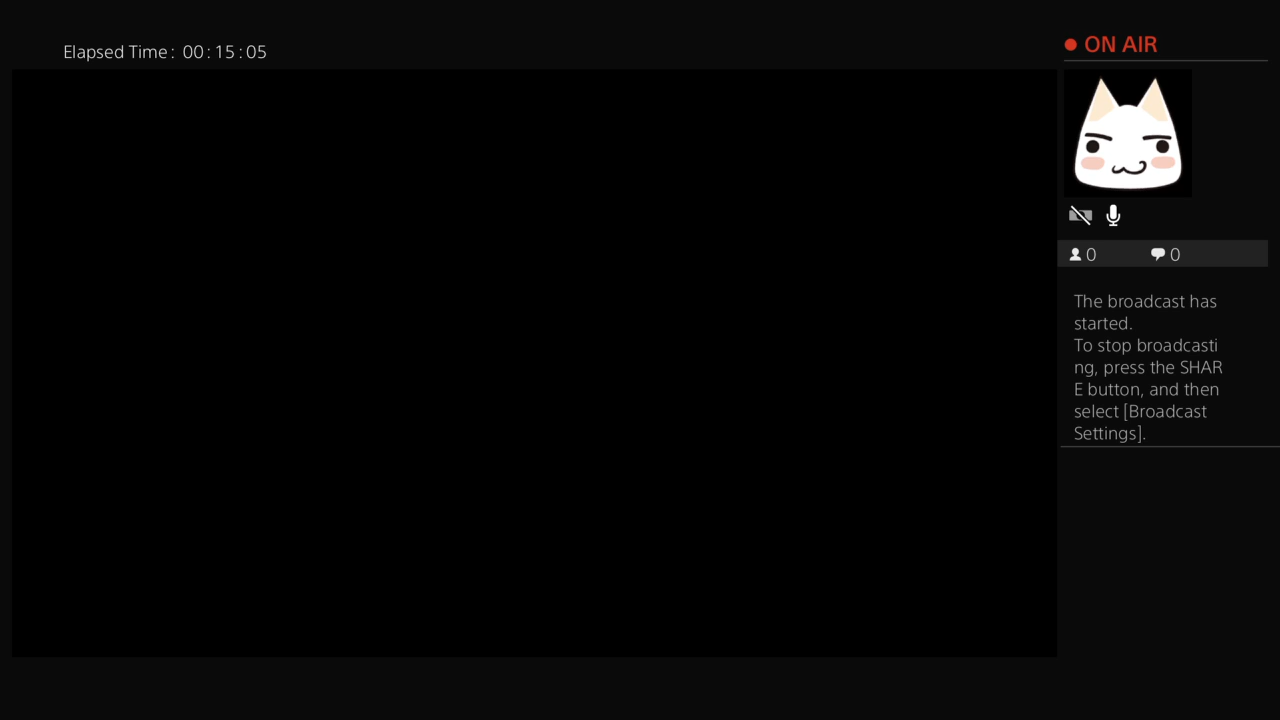 Elapsed Time: 00:15:05
ON AIR
0 0
The broadcast has
started.
To stop broadcasti
ng, press the SHAR
E button, and then
select [Broadcast
Settings].